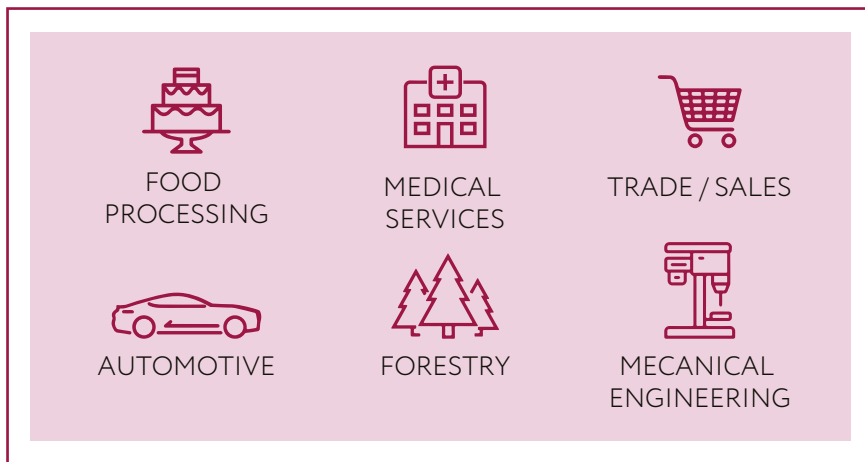 FOOD
PROCESSING
MEDICAL
SERVICES
TRADE / SALES
AUTOMOTIVE
FORESTRY
MECANICAL
ENGINEERING